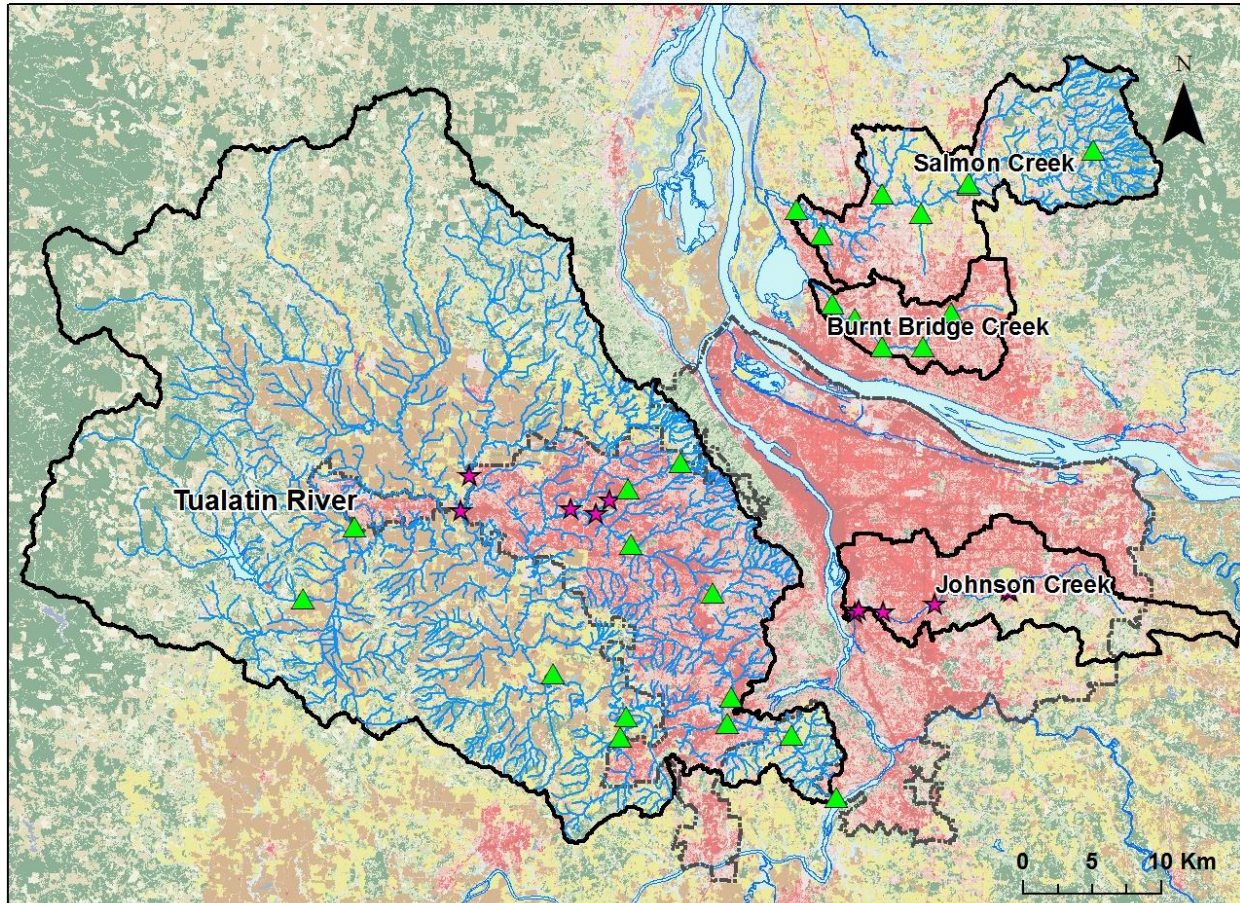 N
Salmon Creek
Burnt Bridge Creek
Tualatin River
Johnson Creek
0 5 10 Km